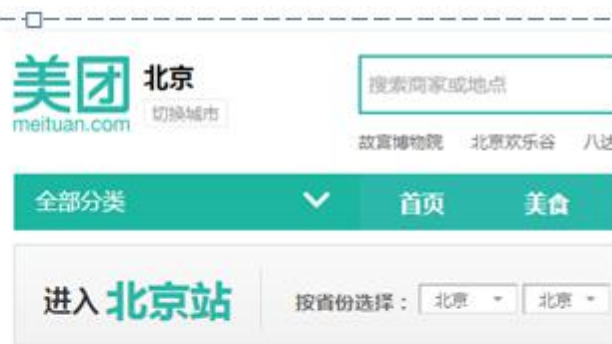 美团 北京
meituan.com 切换城市
搜索商家或地点
故宫博物院 北京欢乐谷 八达
全部分类 首页 美食
进入 北京站 按省份选择： 北京 北京